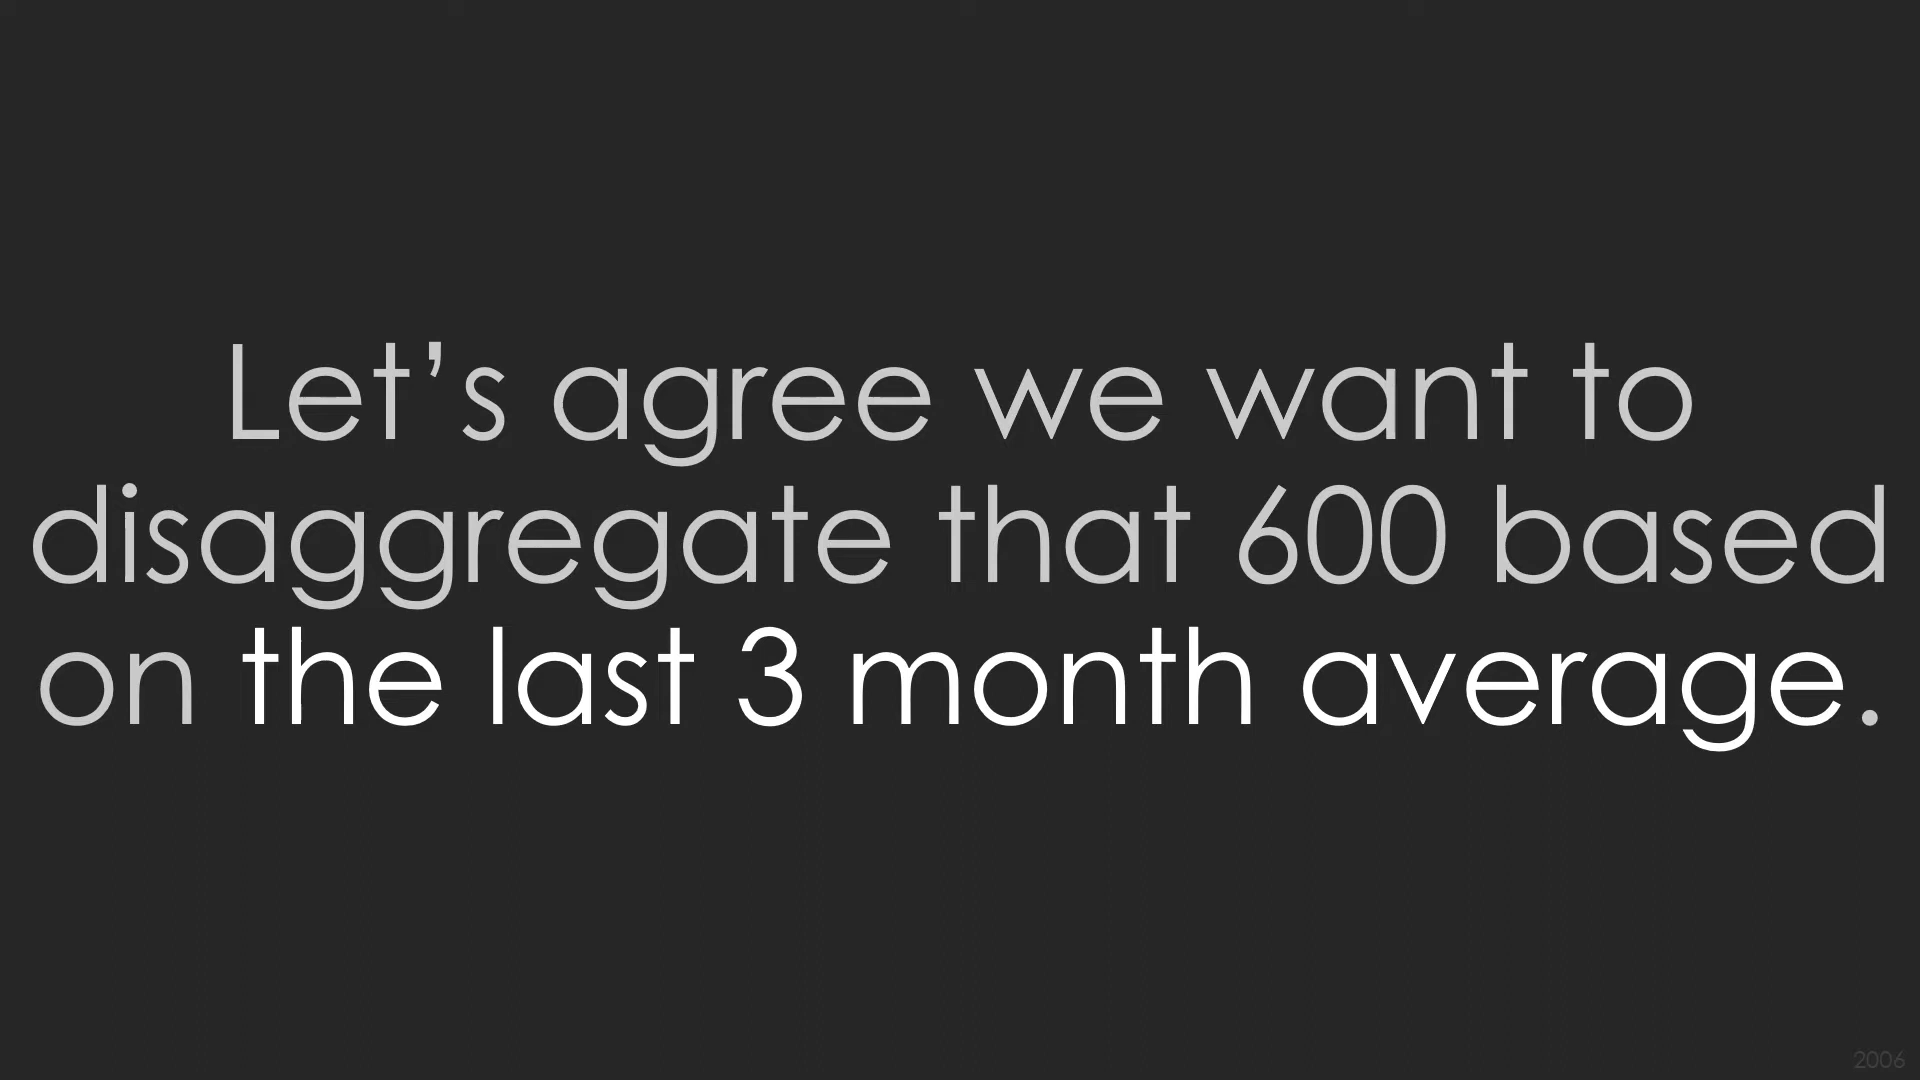 Let’s agree we want to
disaggregate that 600 based
on the last 3 month average.
2006